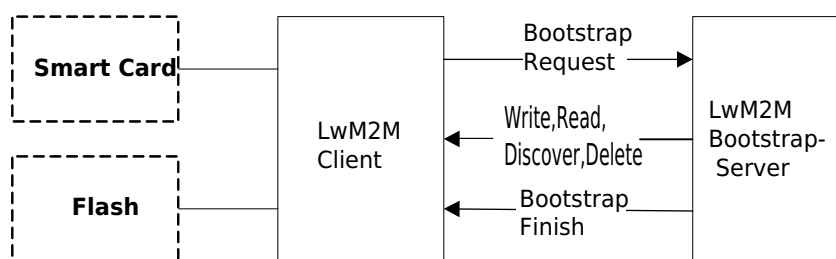 Smart Card
Flash
LwM2M
Client
Bootstrap
Request
Write,Read,
Discover,Delete
Bootstrap
Finish
LwM2M
Bootstrap-
Server